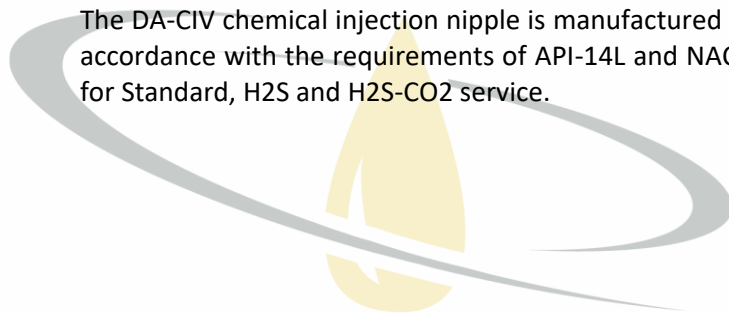 The DA-CIV chemical injection nipple is manufactured
accordance with the requirements of API-14L and
for Standard, H2S and H2S-CO2 service.